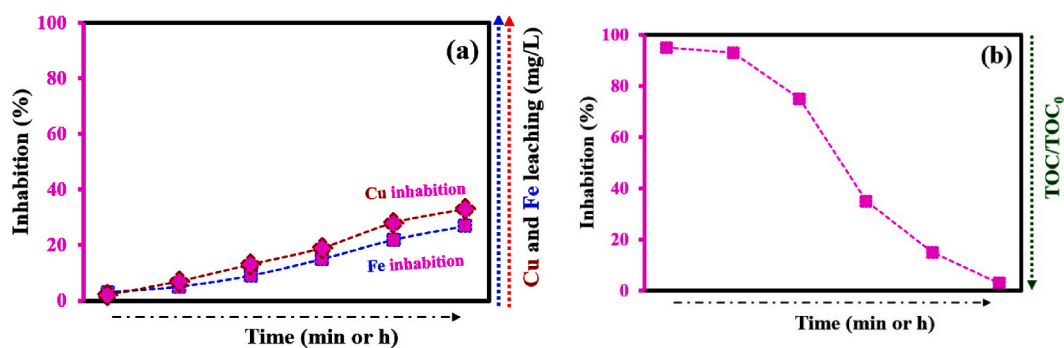 (a)
Inhabition (%)
100
80
60
40
20
0
Cu inhabition
Fe inhabition
Time (min or h)
Cu and Fe leaching (mg/L)
(b)
Inhabition (%)
100
80
60
40
20
0
Time (min or h)
TOC/TOC₀